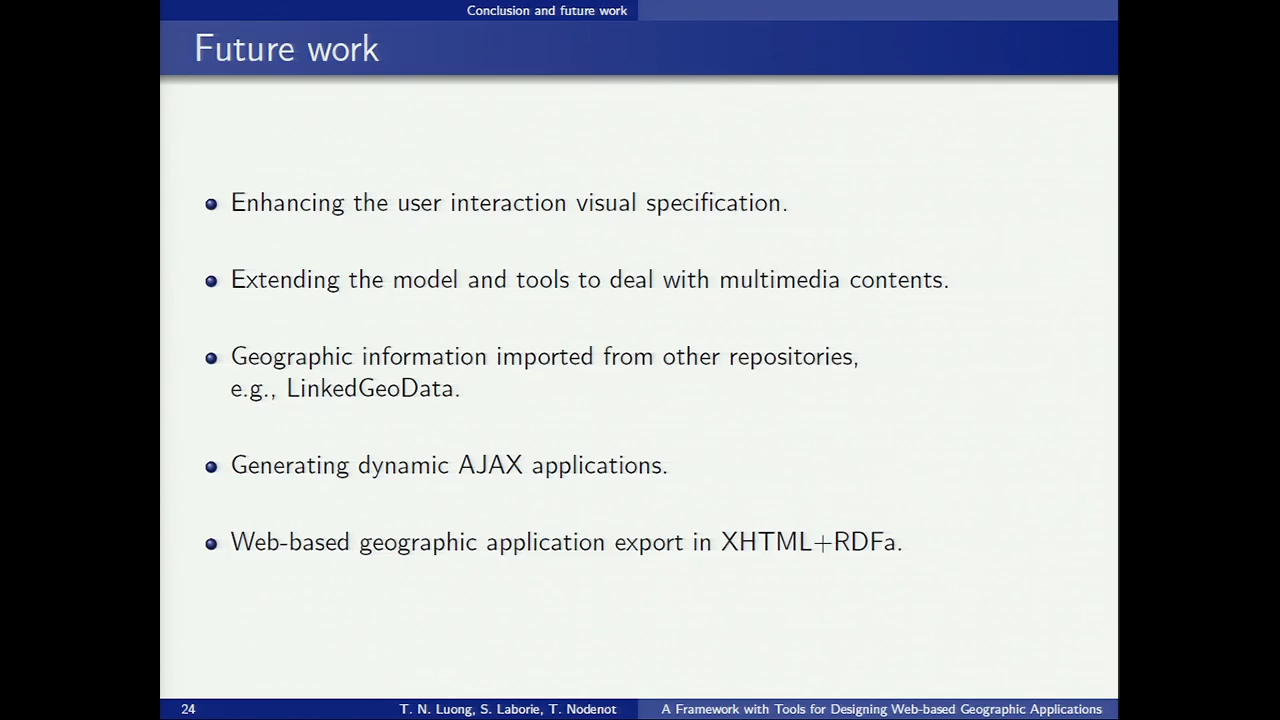 Conclusion and future work
Future work
Enhancing the user interaction visual specification.
Extending the model and tools to deal with multimedia contents.
Geographic information imported from other repositories,
e.g., LinkedGeoData.
Generating dynamic AJAX applications.
Web-based geographic application export in XHTML+RDFa.
24 T. N. Luong, S. Laborie, T. Nodenot A Framework with Tools for Designing Web-based Geographic Applications